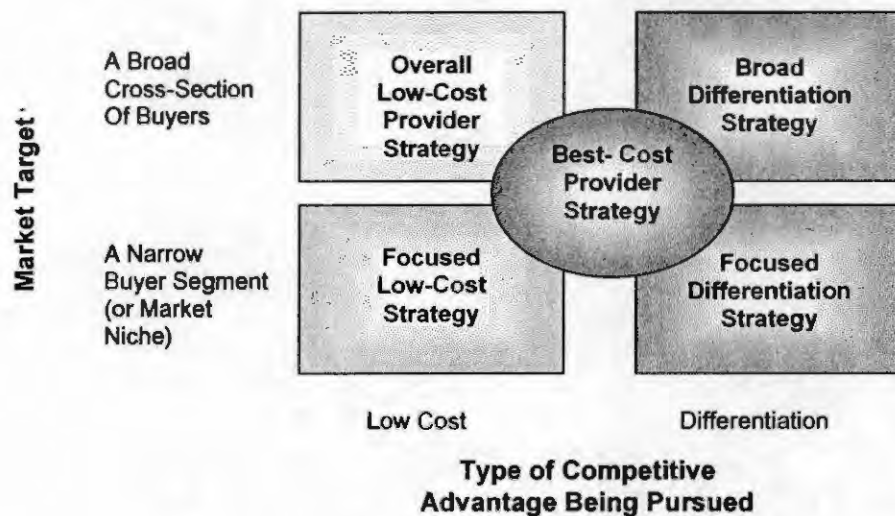 A Broad
Cross-Section
Of Buyers
Overall
Low-Cost
Provider
Strategy
Broad
Differentiation
Strategy
Best- Cost
Provider
Strategy
Market Target
A Narrow
Buyer Segment
(or Market
Niche)
Focused
Low-Cost
Strategy
Focused
Differentiation
Strategy
Low Cost
Differentiation
Type of Competitive
Advantage Being Pursued